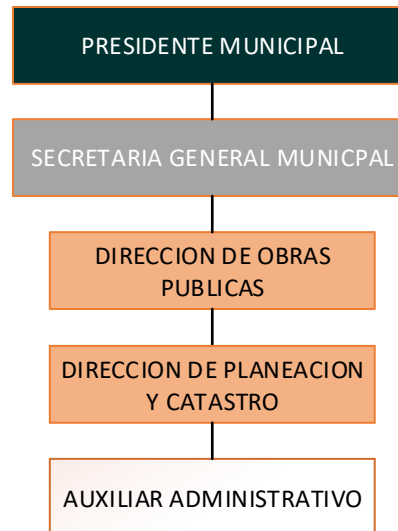 PRESIDENTE MUNICIPAL
SECRETARIA GENERAL MUNICPAL
DIRECCION DE OBRAS
PUBLICAS
DIRECCION DE PLANEACION
Y CATASTRO
AUXILIAR ADMINISTRATIVO